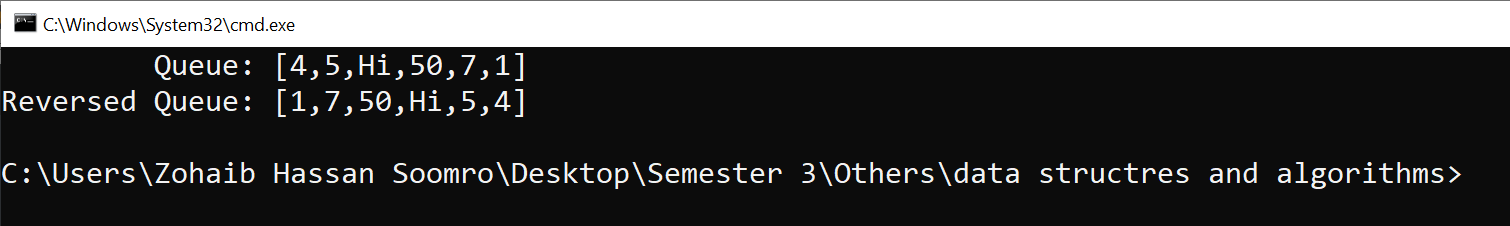 C:\Windows\System32\cmd.exe
Queue: [4,5,Hi,50,7,1]
Reversed Queue: [1,7,50,Hi,5,4]
C:\Users\Zohaib Hassan Soomro\Desktop\Semester 3\Others\data structres and algorithms>